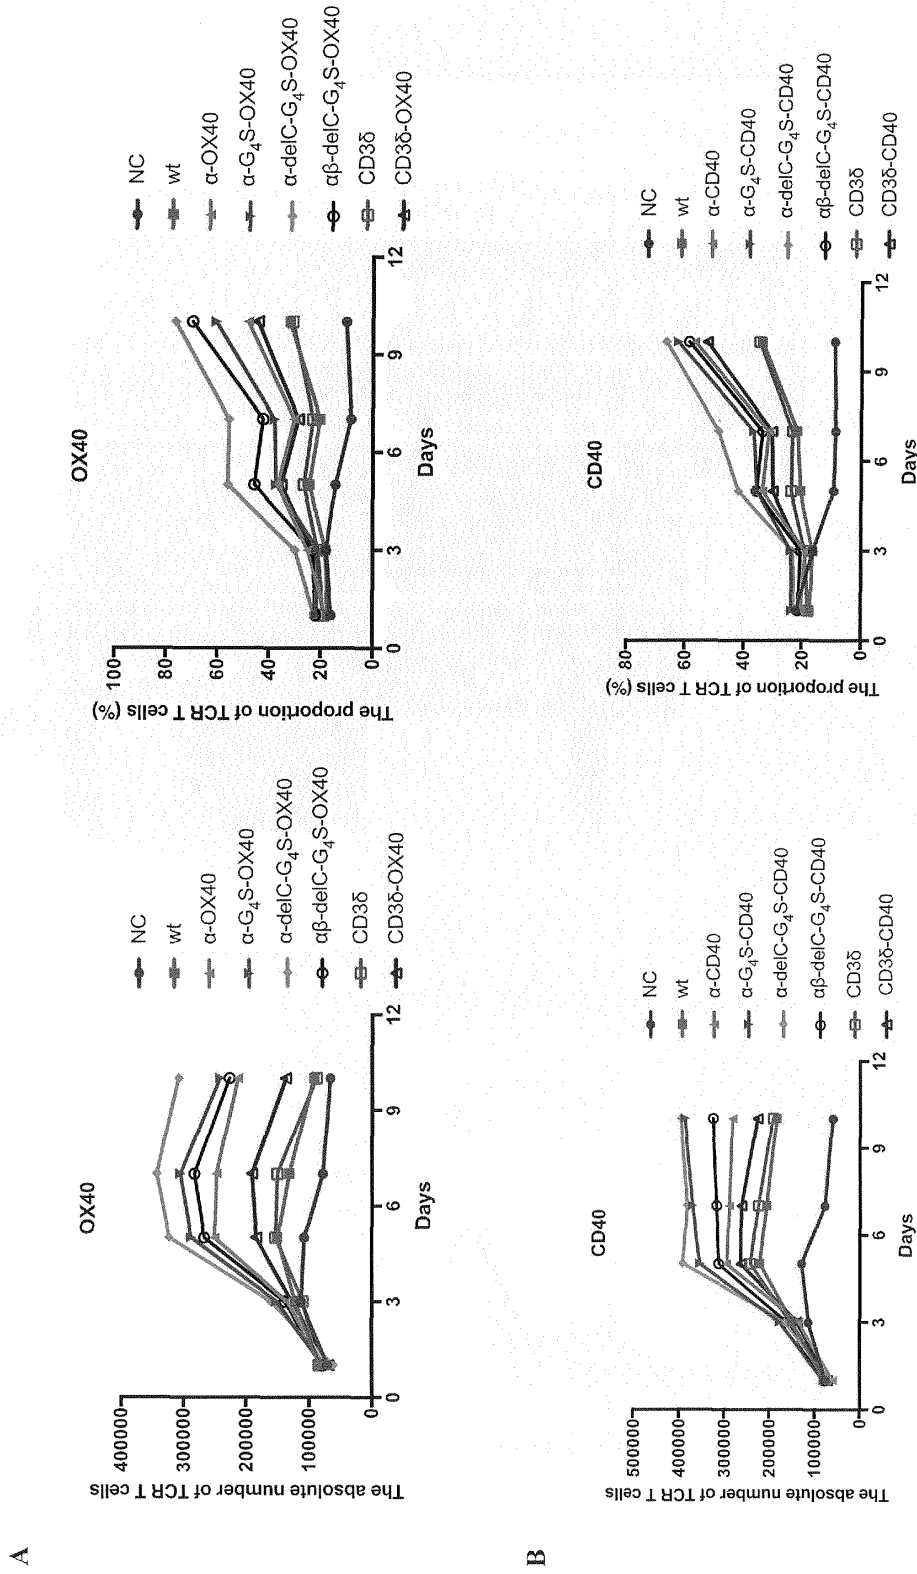 A
OX40
The absolute number of TCR T cells
400000
300000
200000
100000
0
0
3
6
9
12
Days
NC
wt
α-OX40
α-G₄S-OX40
α-delC-G₄S-OX40
αβ-delC-G₄S-OX40
CD3δ
CD3δ-OX40
OX40
The proportion of TCR T cells (%)
100
80
60
40
20
0
0
3
6
9
12
Days
NC
wt
α-OX40
α-G₄S-OX40
α-delC-G₄S-OX40
αβ-delC-G₄S-OX40
CD3δ
CD3δ-OX40
B
CD40
The absolute number of TCR T cells
500000
400000
300000
200000
100000
0
0
3
6
9
12
Days
NC
wt
α-CD40
α-G₄S-CD40
α-delC-G₄S-CD40
αβ-delC-G₄S-CD40
CD3δ
CD3δ-CD40
CD40
The proportion of TCR T cells (%)
80
60
40
20
0
0
3
6
9
12
Days
NC
wt
α-CD40
α-G₄S-CD40
α-delC-G₄S-CD40
αβ-delC-G₄S-CD40
CD3δ
CD3δ-CD40